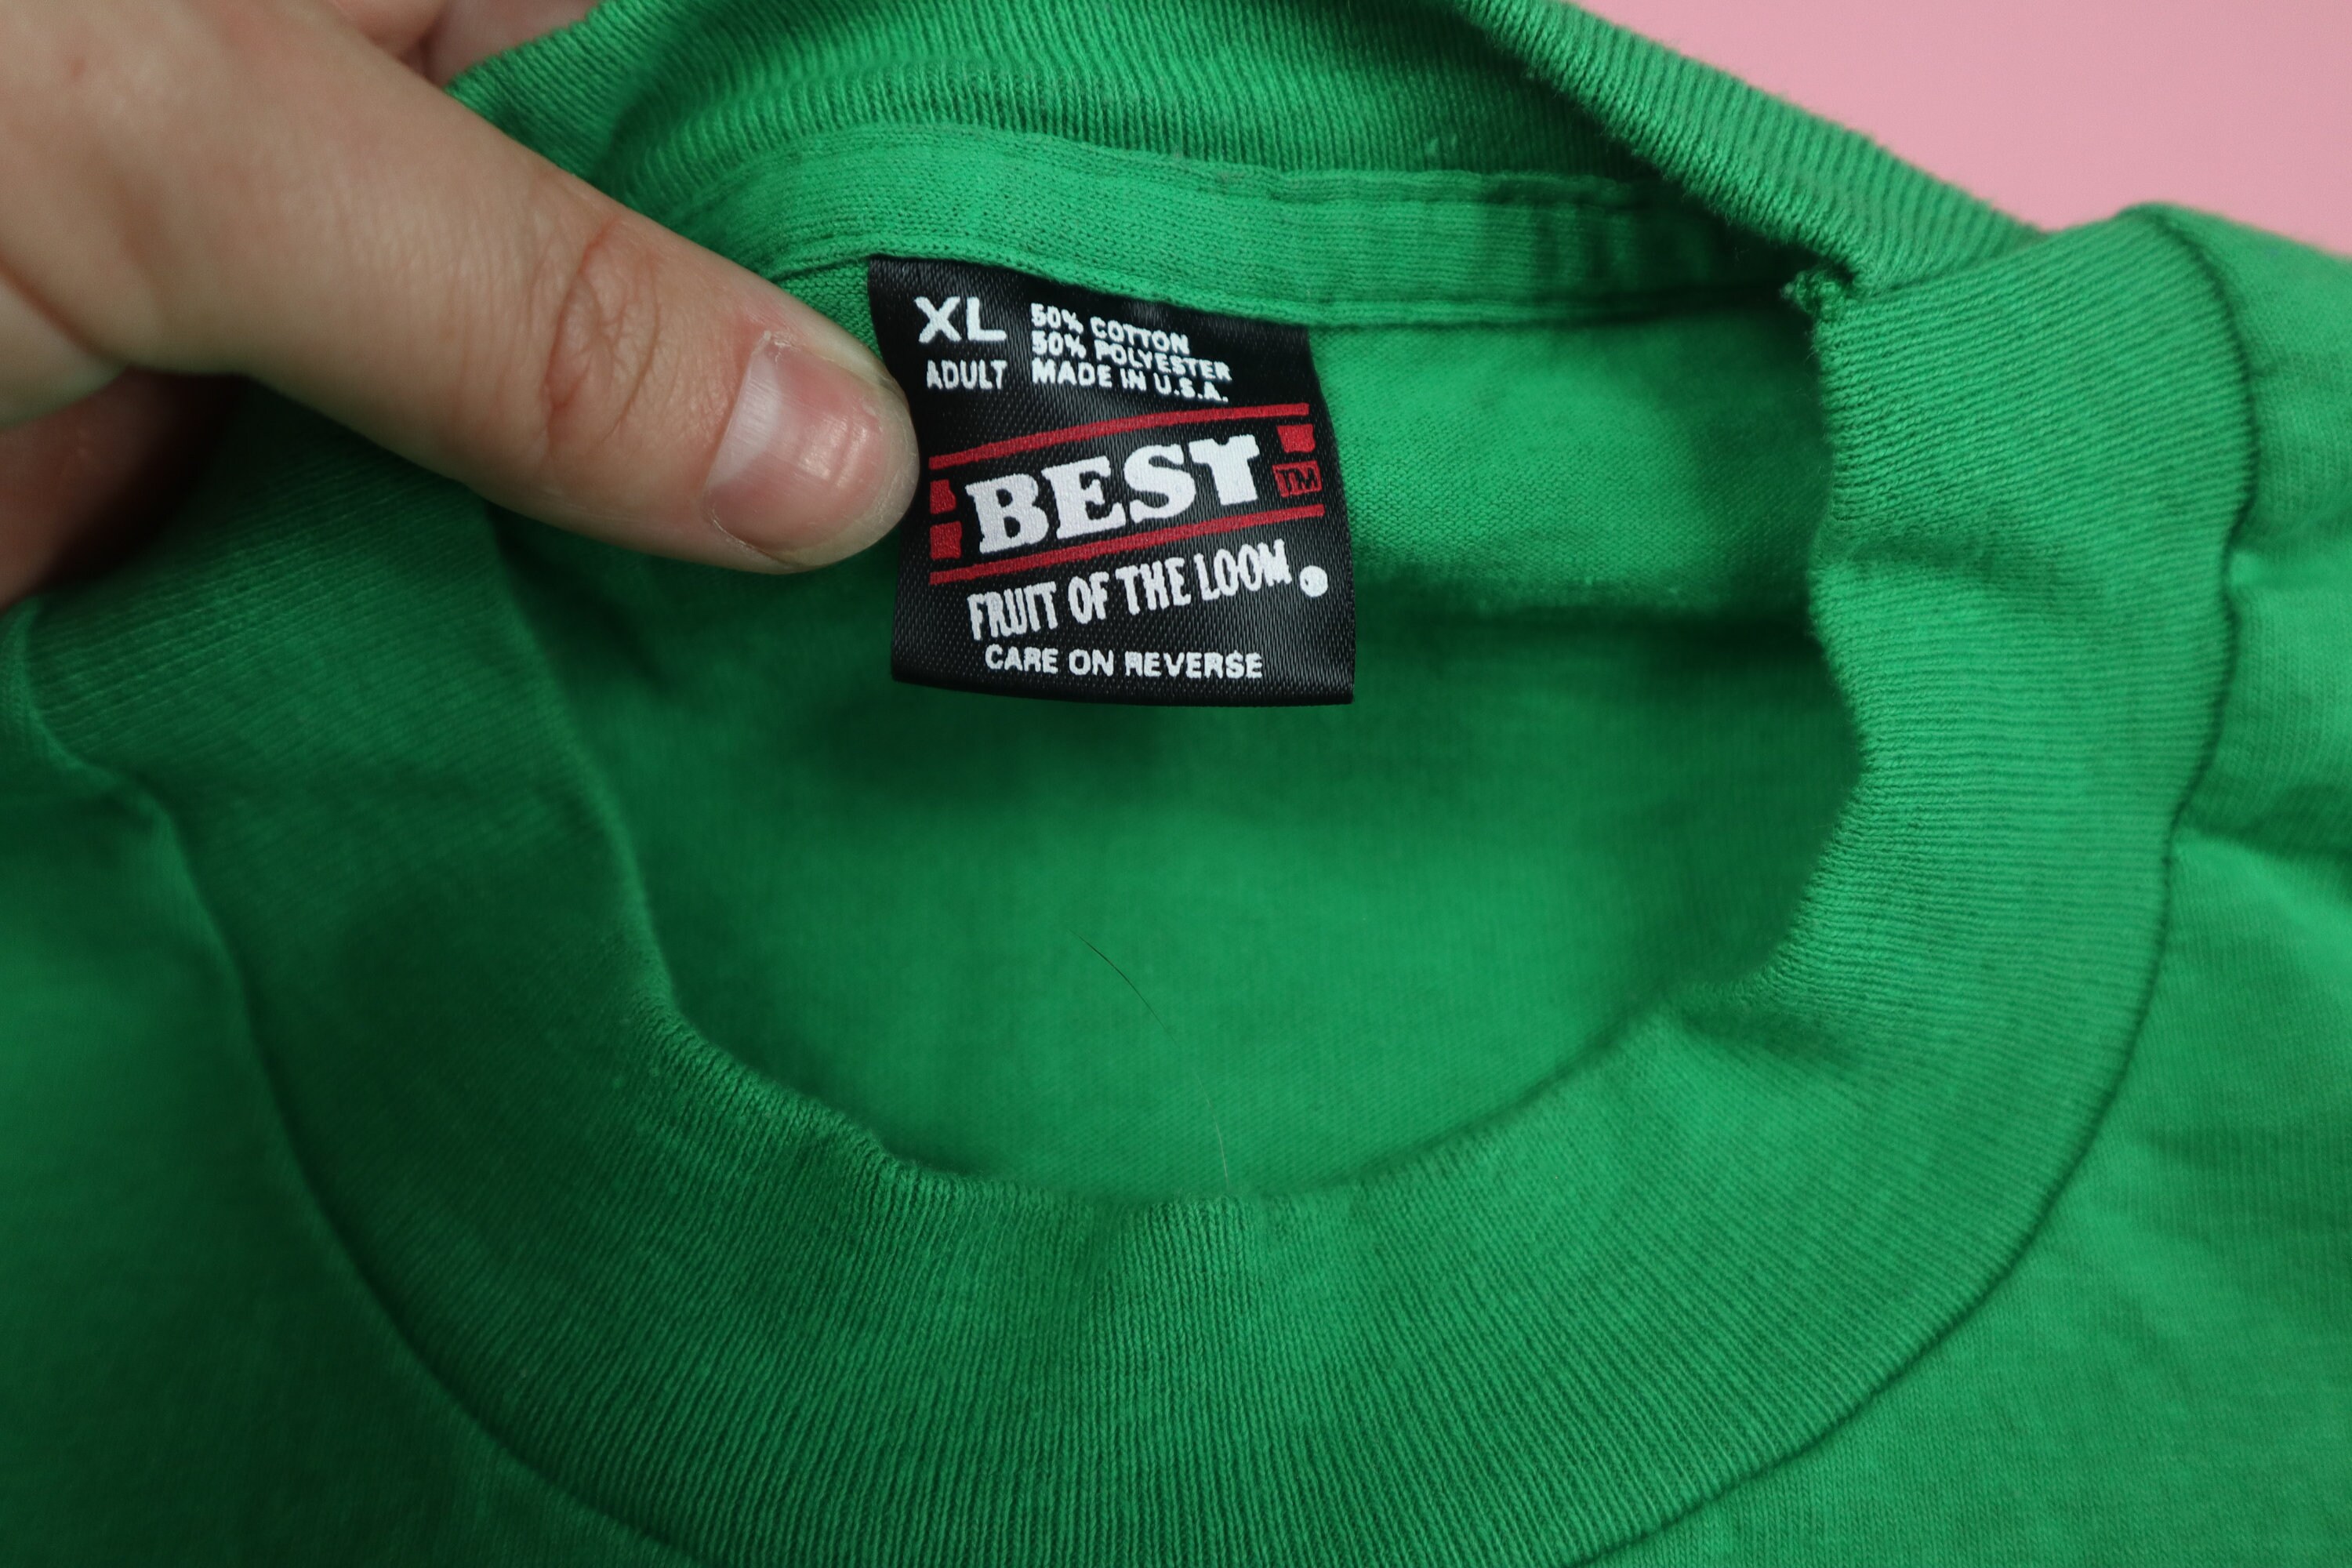 XL
ADULT
50% COTTON
50% POLYESTER
MADE IN U.S.A.
BEST TM
FRUIT OF THE LOOM ®
CARE ON REVERSE